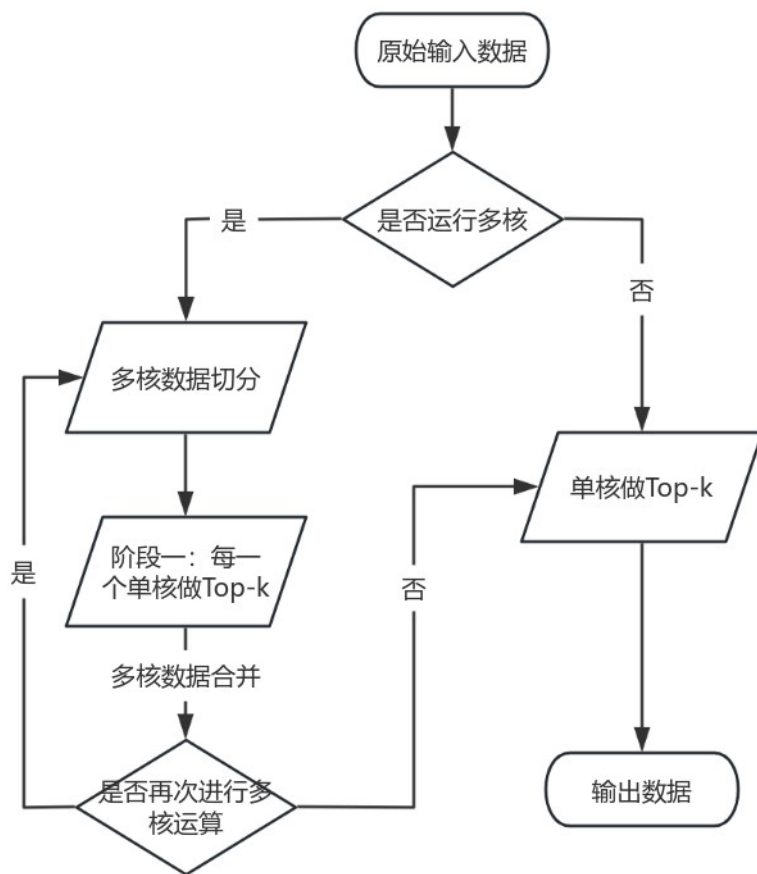 原始输入数据
是否运行多核
是
否
多核数据切分
单核做Top-k
阶段一：每一
个单核做Top-k
是
否
多核数据合并
是否再次进行多
核运算
输出数据